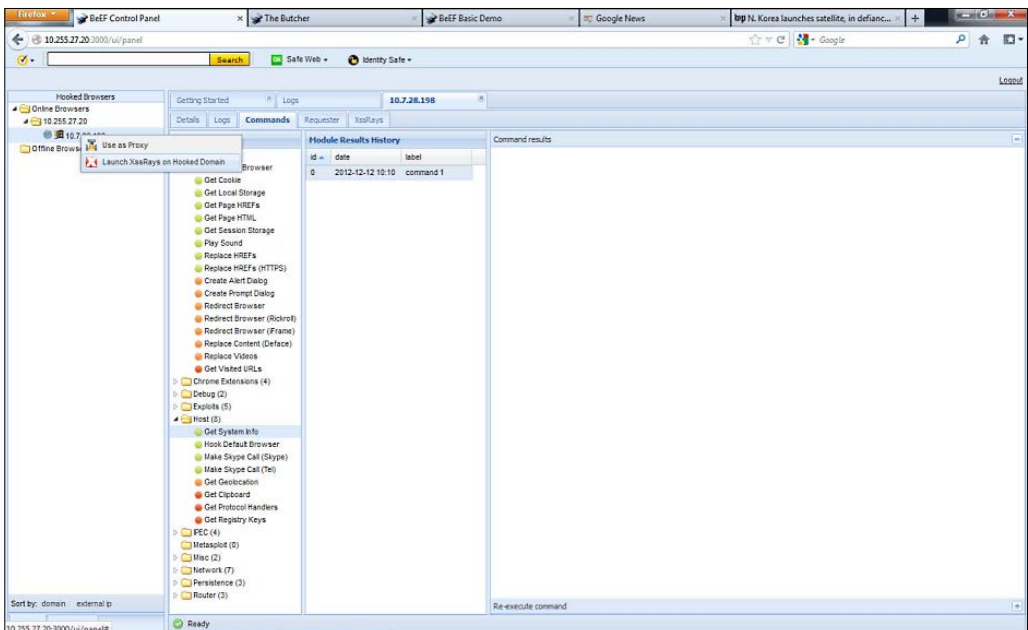 Firefox
BeEF Control Panel
The Butcher
BeEF Basic Demo
Google News
N. Korea launches satellite, in defianc...
10.255.27.20:3000/ui/panel
Google
Search
Safe Web
Identity Safe
Logout
Hooked Browsers
Online Browsers
10.255.27.20
Offline
Use as Proxy
Launch XssRays on Hooked Domain
Sort by: domain external ip
10.255.27.20:3000/ui/panel#
Getting Started
Logs
10.7.28.198
Details
Logs
Commands
Requester
XssRays
Browser
Get Cookie
Get Local Storage
Get Page HREFs
Get Page HTML
Get Session Storage
Play Sound
Replace HREFs
Replace HREFs (HTTPS)
Create Alert Dialog
Create Prompt Dialog
Redirect Browser
Redirect Browser (Rickroll)
Redirect Browser (iFrame)
Replace Content (Deface)
Replace Videos
Get Visited URLs
Chrome Extensions (4)
Debug (2)
Exploits (5)
Host (8)
Get System Info
Hook Default Browser
Make Skype Call (Skype)
Make Skype Call (Tel)
Get Geolocation
Get Clipboard
Get Protocol Handlers
Get Registry Keys
IPEC (4)
Metasploit (0)
Misc (2)
Network (7)
Persistence (3)
Router (3)
Module Results History
id date label
0 2012-12-12 10:10 command 1
Command results
Re-execute command
Ready